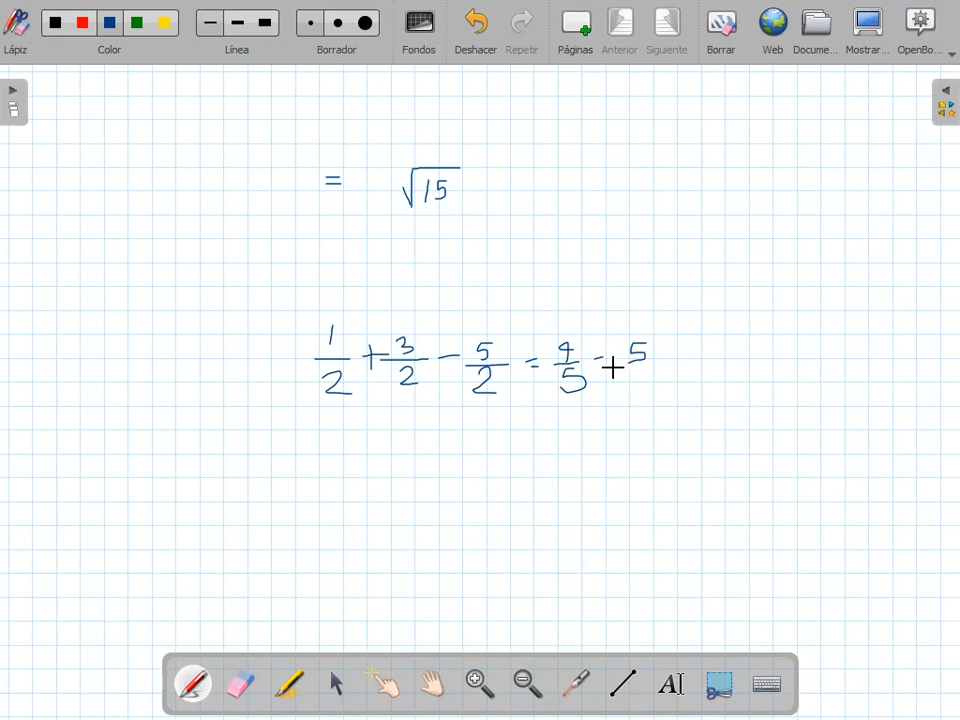 Lápiz Color Línea Borrador Fondos Deshacer Repetir Páginas Anterior Siguiente Borrar Web Docume... Mostrar... OpenBo...
= √15
1/2 + 3/2 - 5/2 = 4/5 - 5
A